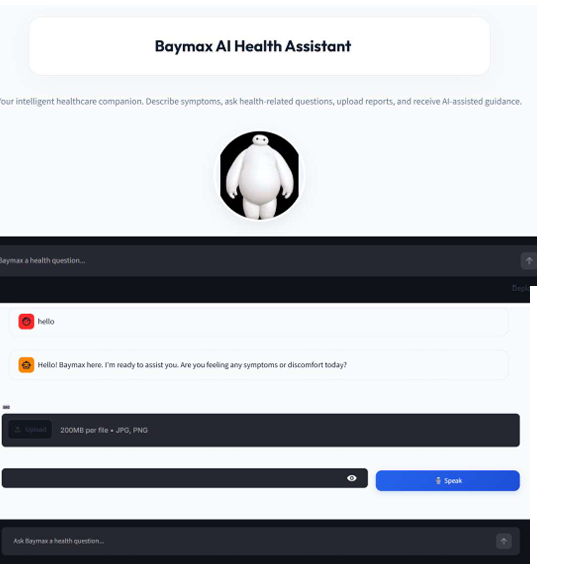 Baymax AI Health Assistant
our intelligent healthcare companion. Describe symptoms, ask health-related questions, upload reports, and receive AI-assisted guidance.
Baymax a health question...
Depl
hello
Hello! Baymax here. I'm ready to assist you. Are you feeling any symptoms or discomfort today?
Upload 200MB per file • JPG, PNG
Speak
Ask Baymax a health question...